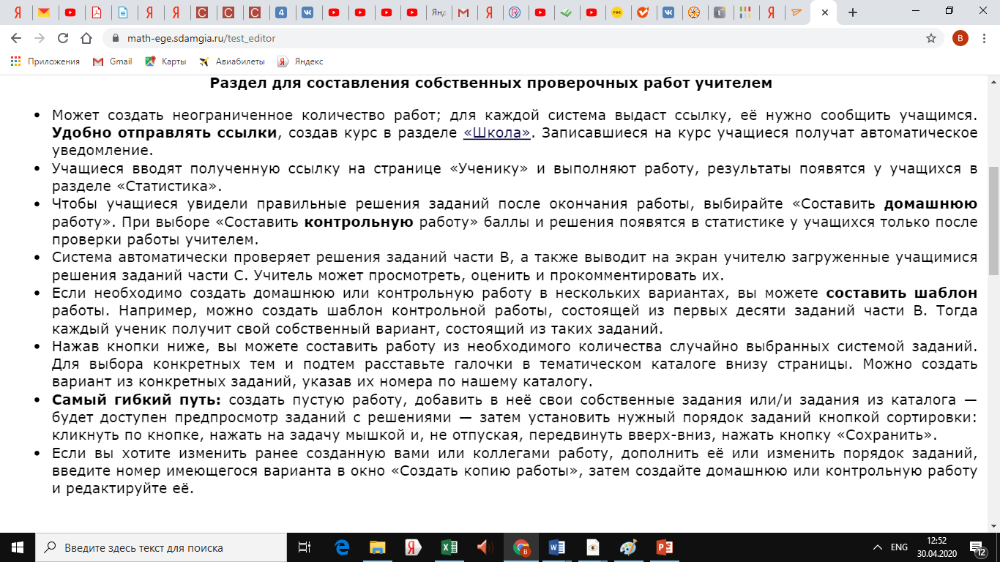 Янд
4
гос
math-ege.sdamgia.ru/test_editor
B
Приложения Gmail Карты Авиабилеты Яндекс
Раздел для составления собственных проверочных работ учителем
• Может создать неограниченное количество работ; для каждой система выдаст ссылку, её нужно сообщить учащимся.
Удобно отправлять ссылки, создав курс в разделе «Школа». Записавшиеся на курс учащиеся получат автоматическое
уведомление.
• Учащиеся вводят полученную ссылку на странице «Ученику» и выполняют работу, результаты появятся у учащихся в
разделе «Статистика».
• Чтобы учащиеся увидели правильные решения заданий после окончания работы, выбирайте «Составить домашнюю
работу». При выборе «Составить контрольную работу» баллы и решения появятся в статистике у учащихся только после
проверки работы учителем.
• Система автоматически проверяет решения заданий части В, а также выводит на экран учителю загруженные учащимися
решения заданий части С. Учитель может просмотреть, оценить и прокомментировать их.
• Если необходимо создать домашнюю или контрольную работу в нескольких вариантах, вы можете составить шаблон
работы. Например, можно создать шаблон контрольной работы, состоящей из первых десяти заданий части В. Тогда
каждый ученик получит свой собственный вариант, состоящий из таких заданий.
• Нажав кнопки ниже, вы можете составить работу из необходимого количества случайно выбранных системой заданий.
Для выбора конкретных тем и подтем расставьте галочки в тематическом каталоге внизу страницы. Можно создать
вариант из конкретных заданий, указав их номера по нашему каталогу.
• Самый гибкий путь: создать пустую работу, добавить в неё свои собственные задания или/и задания из каталога —
будет доступен предпросмотр заданий с решениями — затем установить нужный порядок заданий кнопкой сортировки:
кликнуть по кнопке, нажать на задачу мышкой и, не отпуская, передвинуть вверх-вниз, нажать кнопку «Сохранить».
• Если вы хотите изменить ранее созданную вами или коллегами работу, дополнить её или изменить порядок заданий,
введите номер имеющегося варианта в окно «Создать копию работы», затем создайте домашнюю или контрольную работу
и редактируйте её.
Введите здесь текст для поиска
ENG
12:52
30.04.2020
12